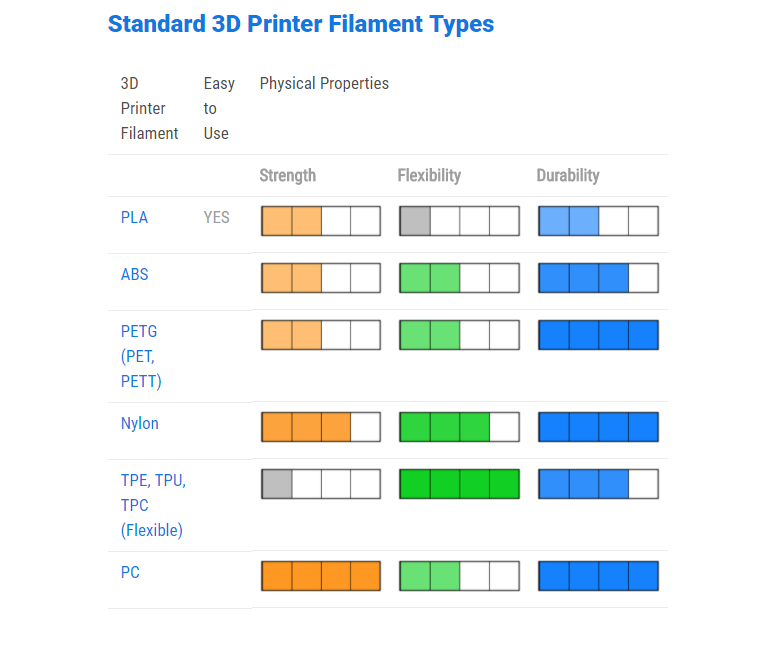 Standard 3D Printer Filament Types
3D
Printer
Filament
Easy
to
Use
Physical Properties
Strength
Flexibility
Durability
PLA
YES
ABS
PETG
(PET,
PETT)
Nylon
TPE, TPU,
TPC
(Flexible)
PC